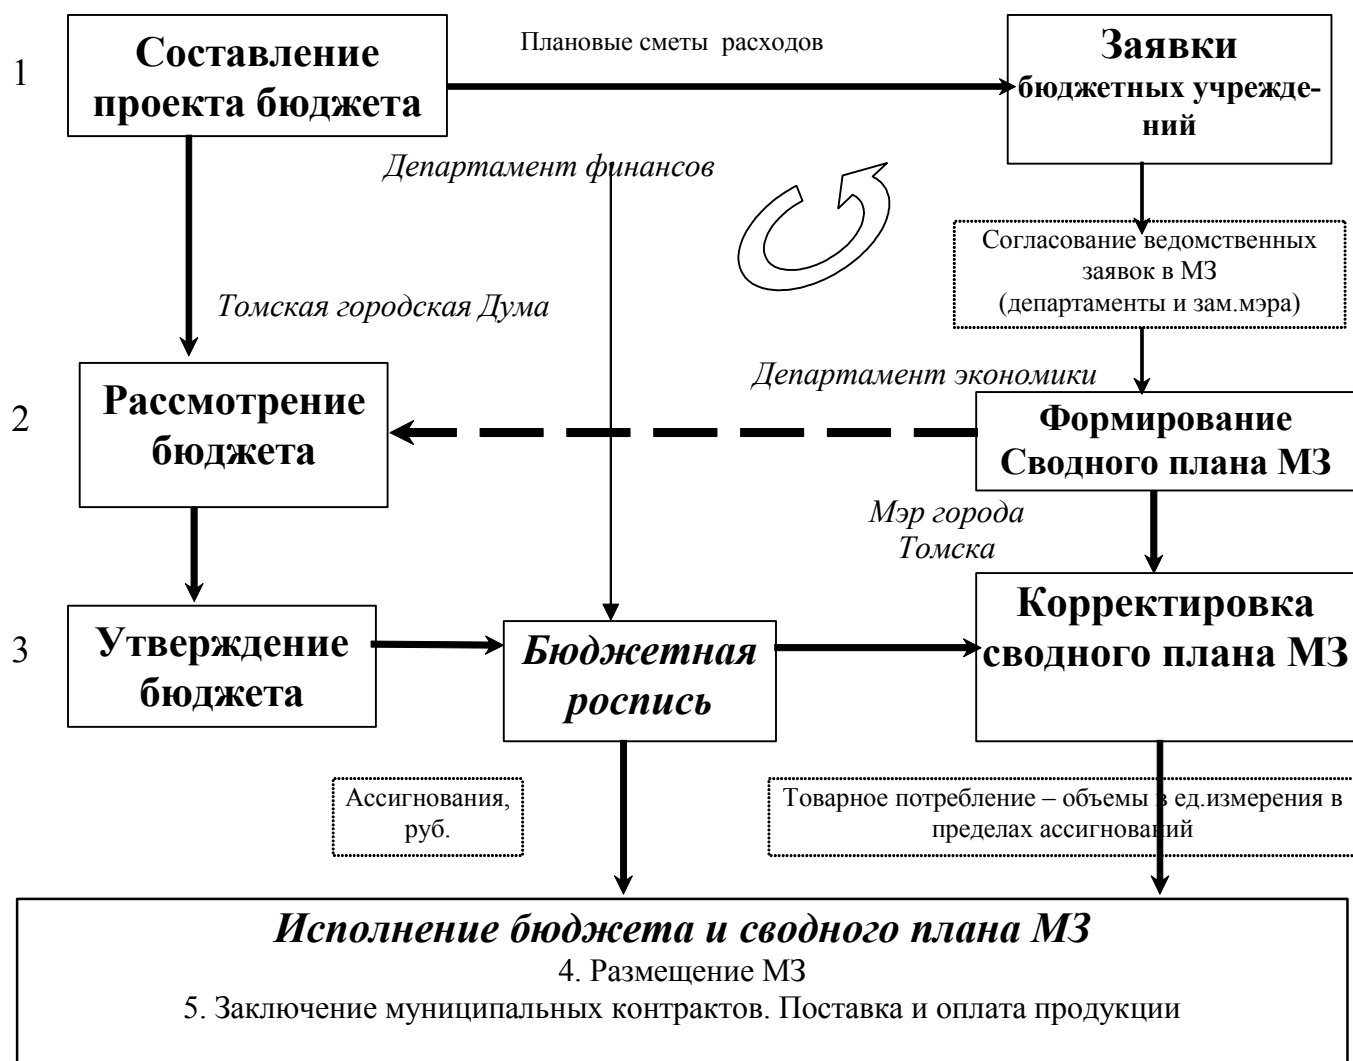 1
Составление
проекта бюджета
Плановые сметы расходов
Заявки
бюджетных учрежде-
ний
Департамент финансов
Согласование ведомственных
заявок в МЗ
(департаменты и зам.мэра)
Томская городская Дума
Департамент экономики
2
Рассмотрение
бюджета
Формирование
Сводного плана МЗ
Мэр города
Томска
3
Утверждение
бюджета
Бюджетная
роспись
Корректировка
сводного плана МЗ
Ассигнования,
руб.
Товарное потребление – объемы в ед.измерения в
пределах ассигнований
Исполнение бюджета и сводного плана МЗ
4. Размещение МЗ
5. Заключение муниципальных контрактов. Поставка и оплата продукции